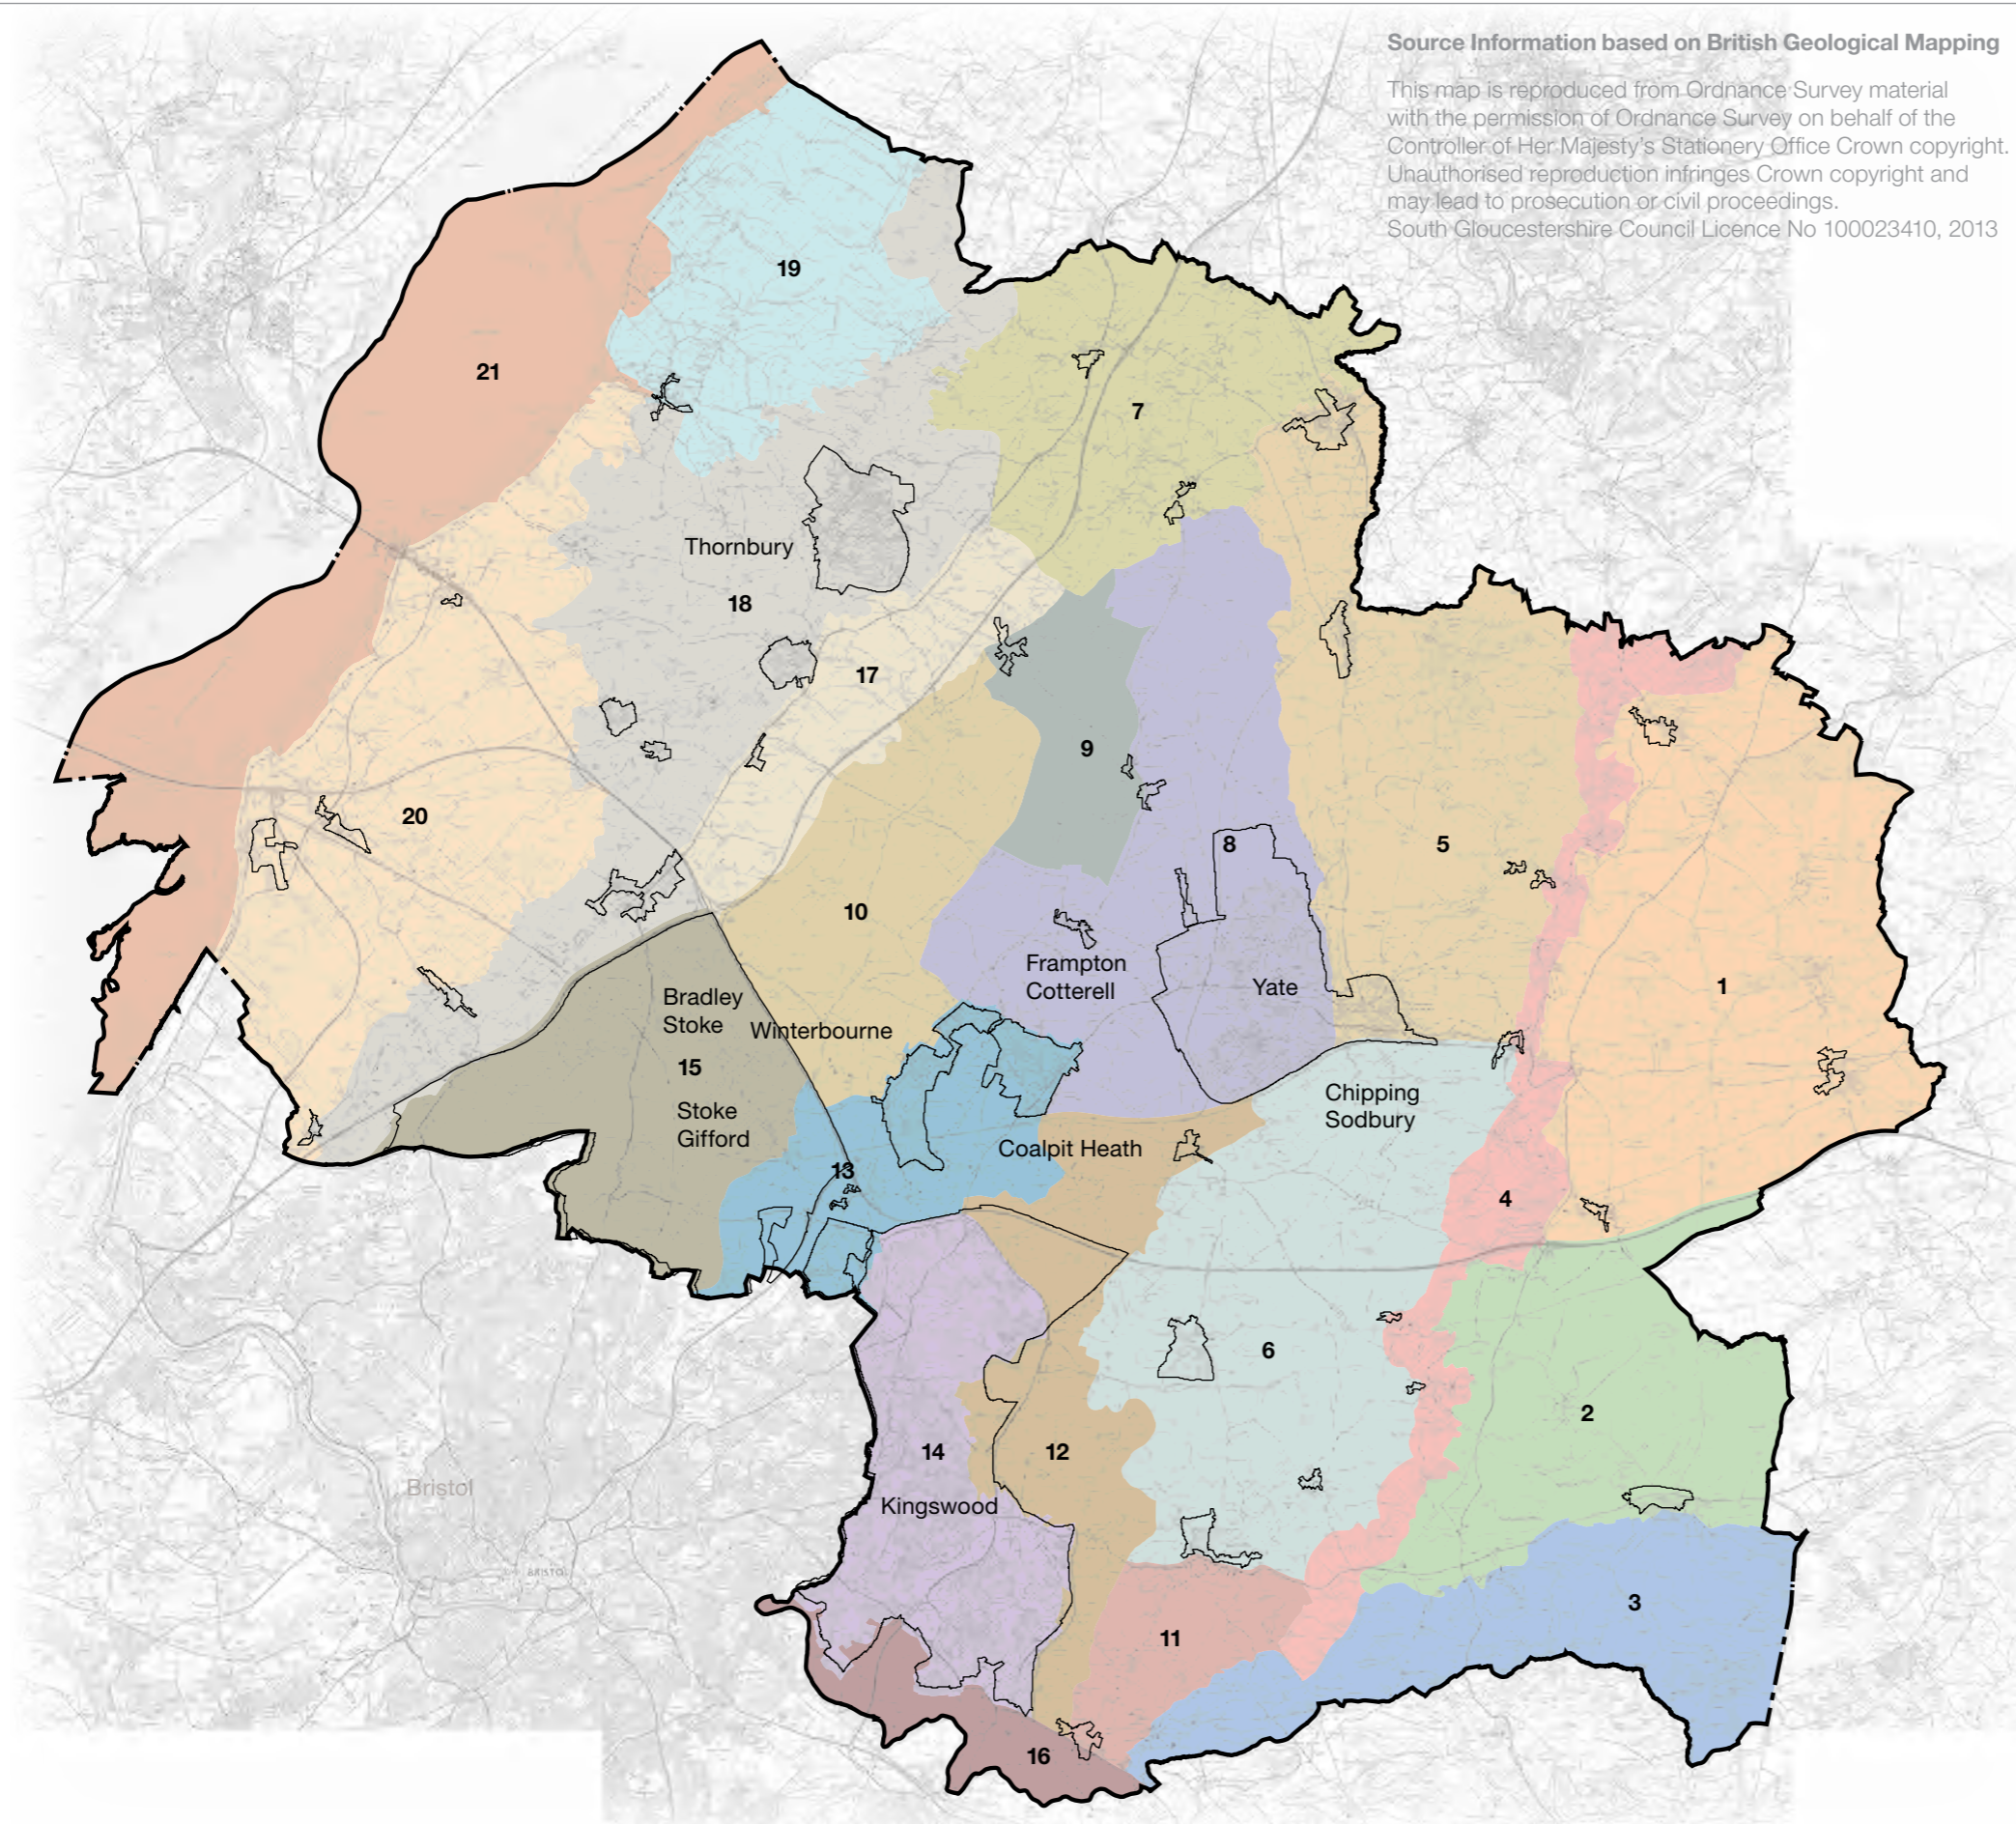 Source Information based on British Geological Mapping
This map is reproduced from Ordnance Survey material
with the permission of Ordnance Survey on behalf of the
Controller of Her Majesty's Stationery Office Crown copyright.
Unauthorised reproduction infringes Crown copyright and
may lead to prosecution or civil proceedings.
South Gloucestershire Council Licence No 100023410, 2013
19
21
7
Thornbury
18
17
9
20
8
5
10
Frampton
Cotterell
Yate
1
Bradley
Stoke
Winterbourne
15
Stoke
Gifford
Chipping
Sodbury
Coalpit Heath
13
4
6
2
14
12
Bristol
Kingswood
BRISTOL
3
11
16